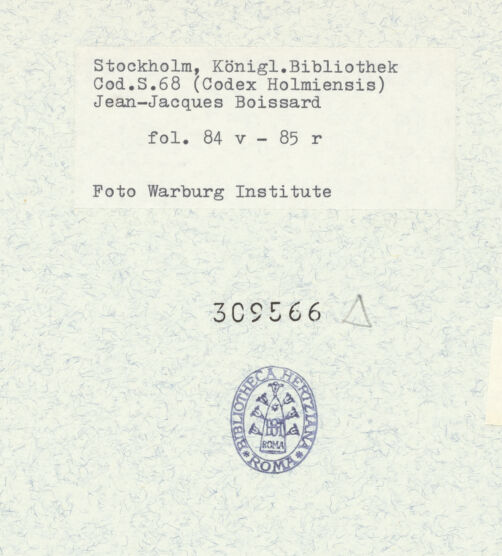 Stockholm, Königl.Bibliothek
Cod.S.68 (Codex Holmiensis)
Jean-Jacques Boissard
fol. 84 v - 85 r
Foto Warburg Institute
309566
BIBLIOTHECA HERTZIANA
ROMA
ROMA